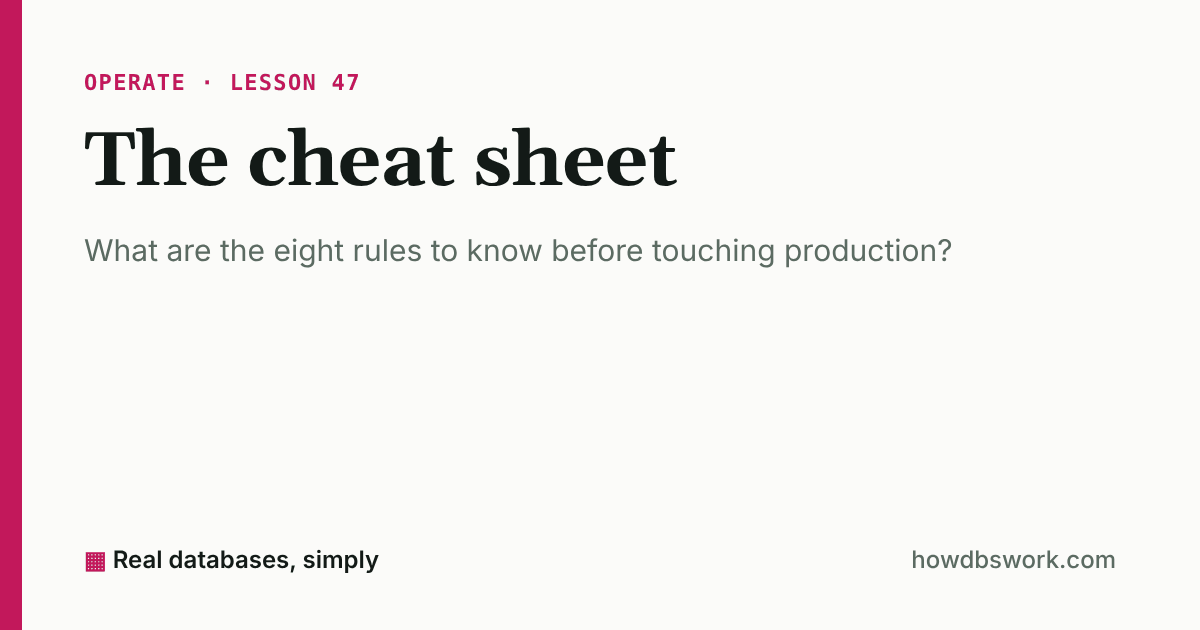 OPERATE · LESSON 47
The cheat sheet
What are the eight rules to know before touching production?
Real databases, simply
howdbswork.com